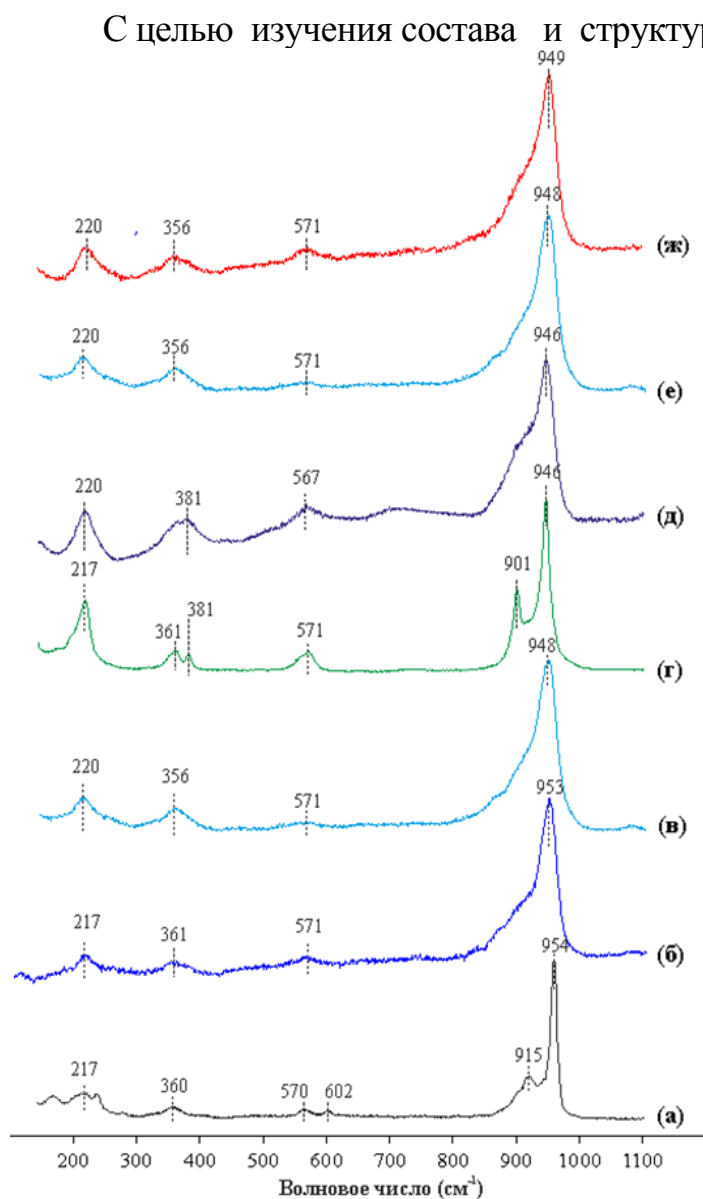 С целью изучения состава и структур
949
220 356 571 (ж)
948
220 356 571 (е)
946
220 381 567 (д)
946
217 361 381 571 901 (г)
948
220 356 571 (в)
953
217 361 571 (б)
954
217 360 570 602 915 (а)
200 300 400 500 600 700 800 900 1000 1100
Волновое число (см⁻¹)